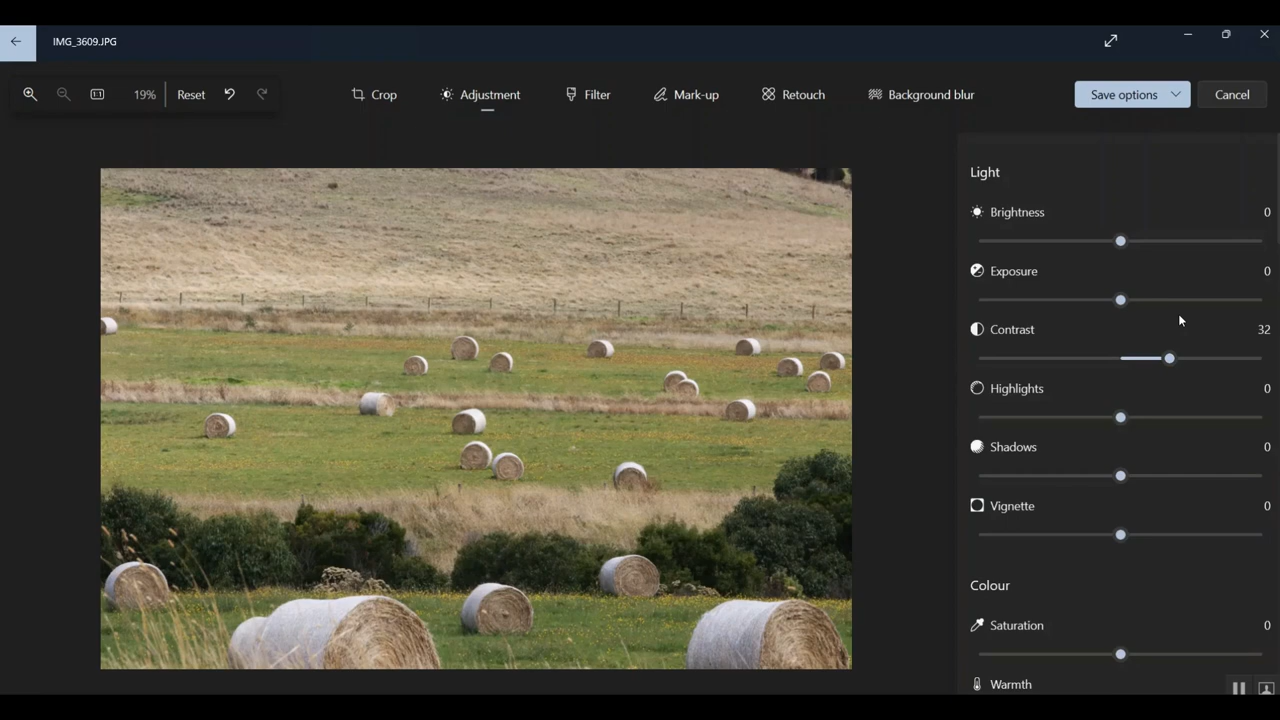 IMG_3609.JPG
19% Reset Crop Adjustment Filter Mark-up Retouch Background blur Save options Cancel
Light
Brightness 0
Exposure 0
Contrast 32
Highlights 0
Shadows 0
Vignette 0
Colour
Saturation 0
Warmth